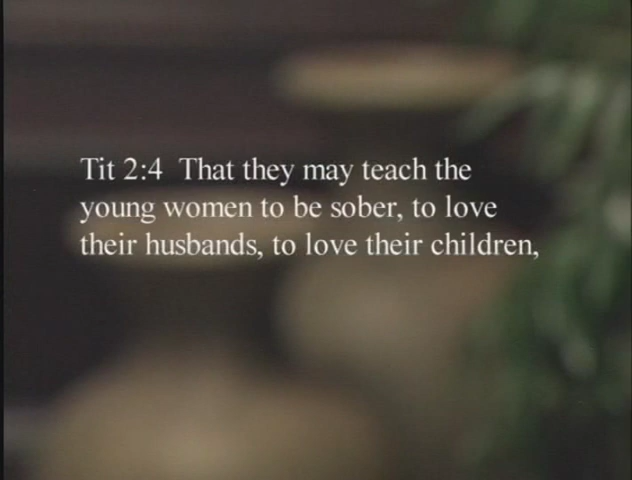 Tit 2:4  That they may teach the
young women to be sober, to love
their husbands, to love their children,